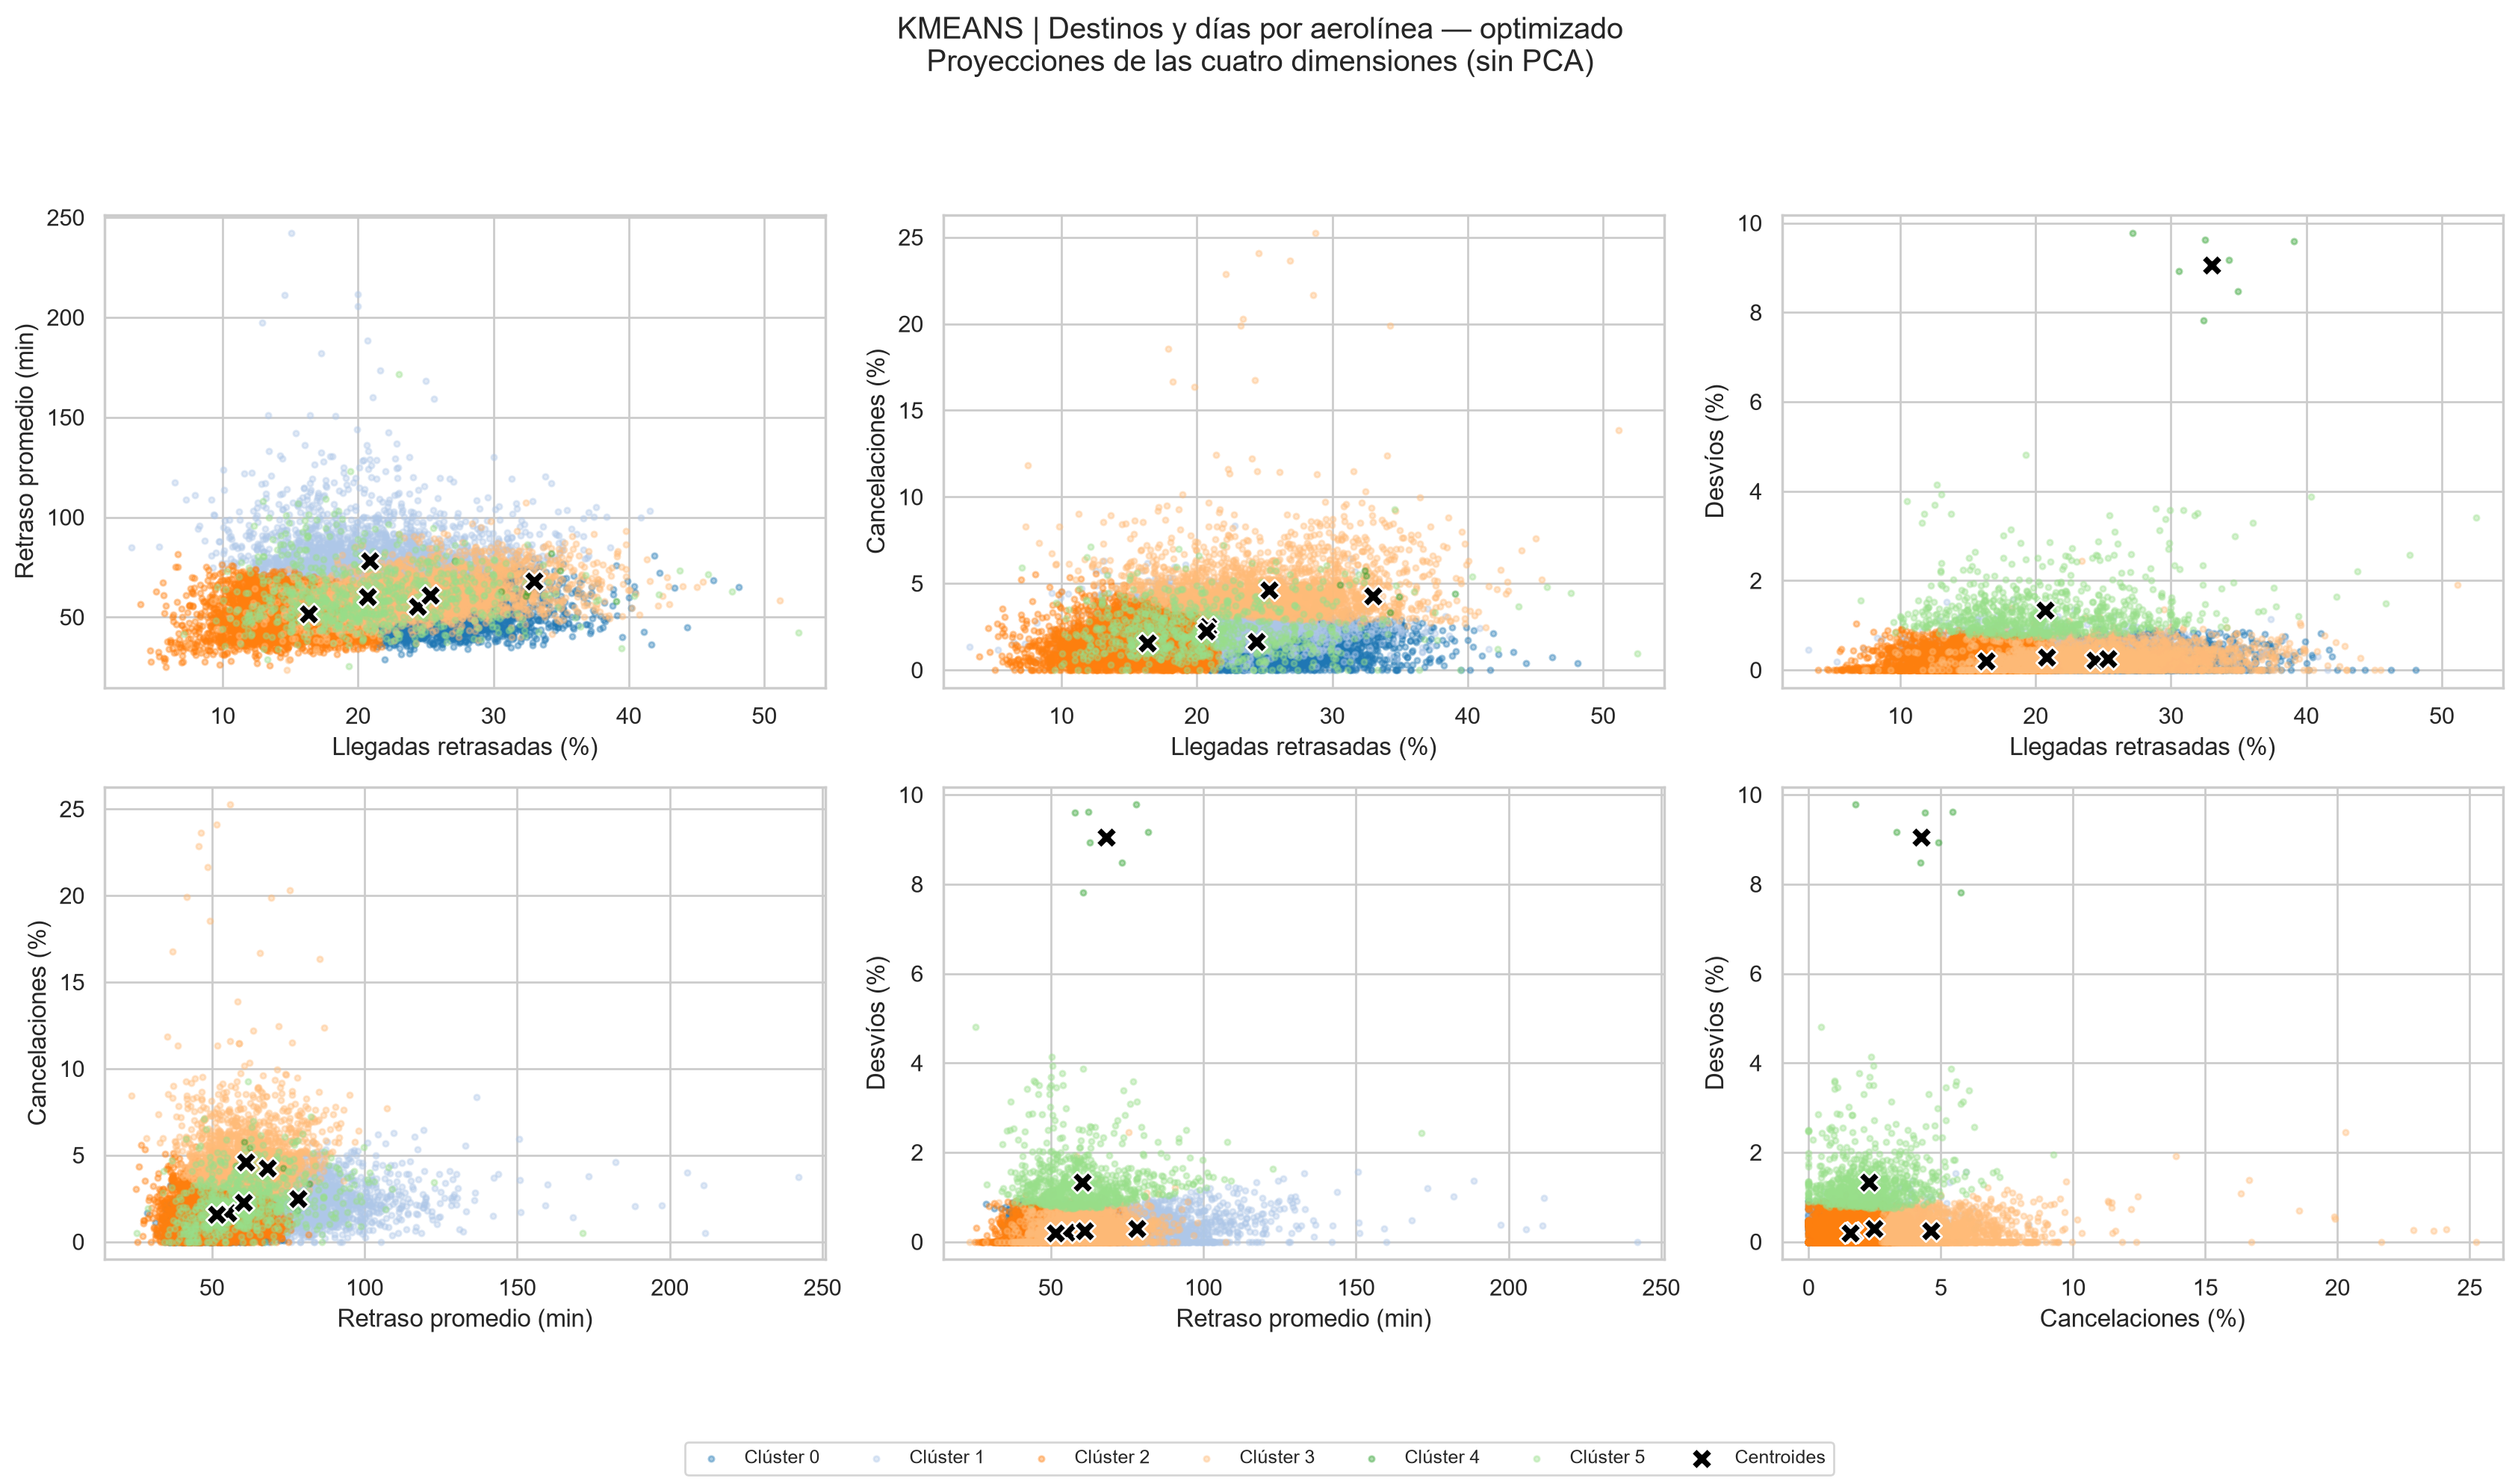 KMEANS | Destinos y días por aerolínea — optimizado
Proyecciones de las cuatro dimensiones (sin PCA)
250
200
150
100
50
Retraso promedio (min)
10 20 30 40 50
Llegadas retrasadas (%)
25
20
15
10
5
0
Cancelaciones (%)
10 20 30 40 50
Llegadas retrasadas (%)
10
8
6
4
2
0
Desvíos (%)
10 20 30 40 50
Llegadas retrasadas (%)
25
20
15
10
5
0
Cancelaciones (%)
50 100 150 200 250
Retraso promedio (min)
10
8
6
4
2
0
Desvíos (%)
50 100 150 200 250
Retraso promedio (min)
10
8
6
4
2
0
Desvíos (%)
0 5 10 15 20 25
Cancelaciones (%)
Clúster 0 Clúster 1 Clúster 2 Clúster 3 Clúster 4 Clúster 5 Centroides